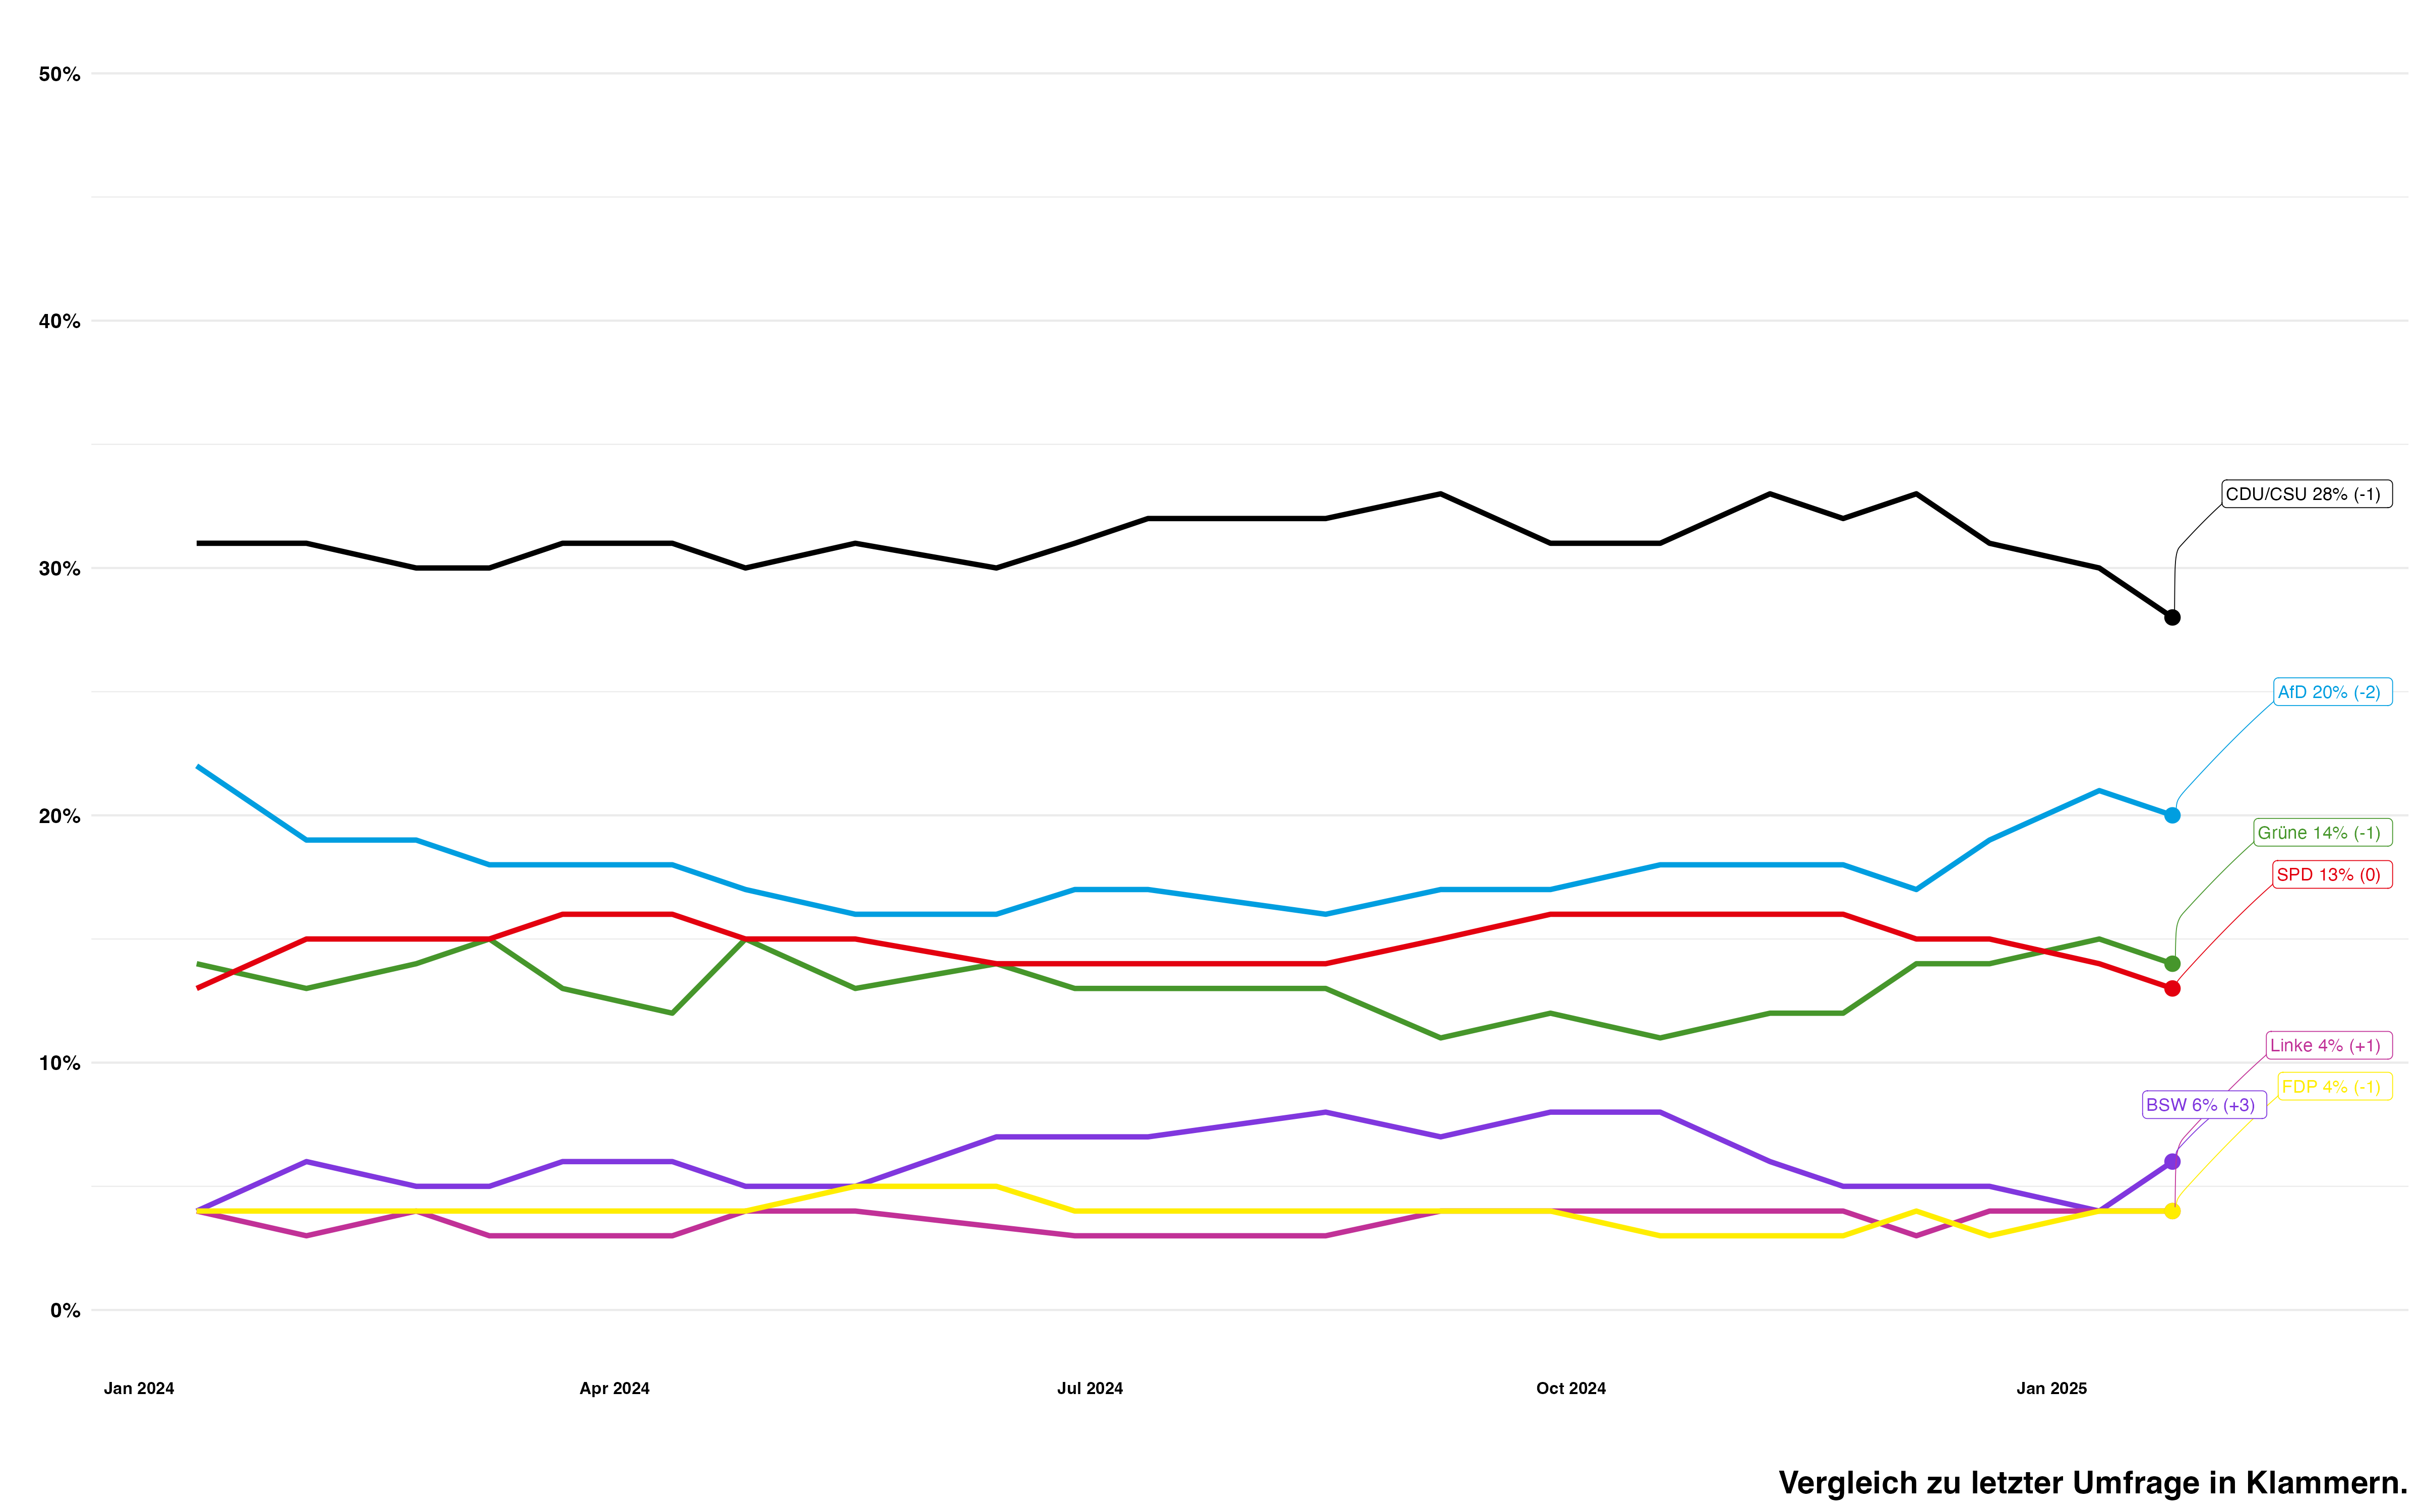 50%
40%
30%
20%
10%
0%
CDU/CSU 28% (-1)
AfD 20% (-2)
Grüne 14% (-1)
SPD 13% (0)
Linke 4% (+1)
FDP 4% (-1)
BSW 6% (+3)
Jan 2024
Apr 2024
Jul 2024
Oct 2024
Jan 2025
Vergleich zu letzter Umfrage in Klammern.